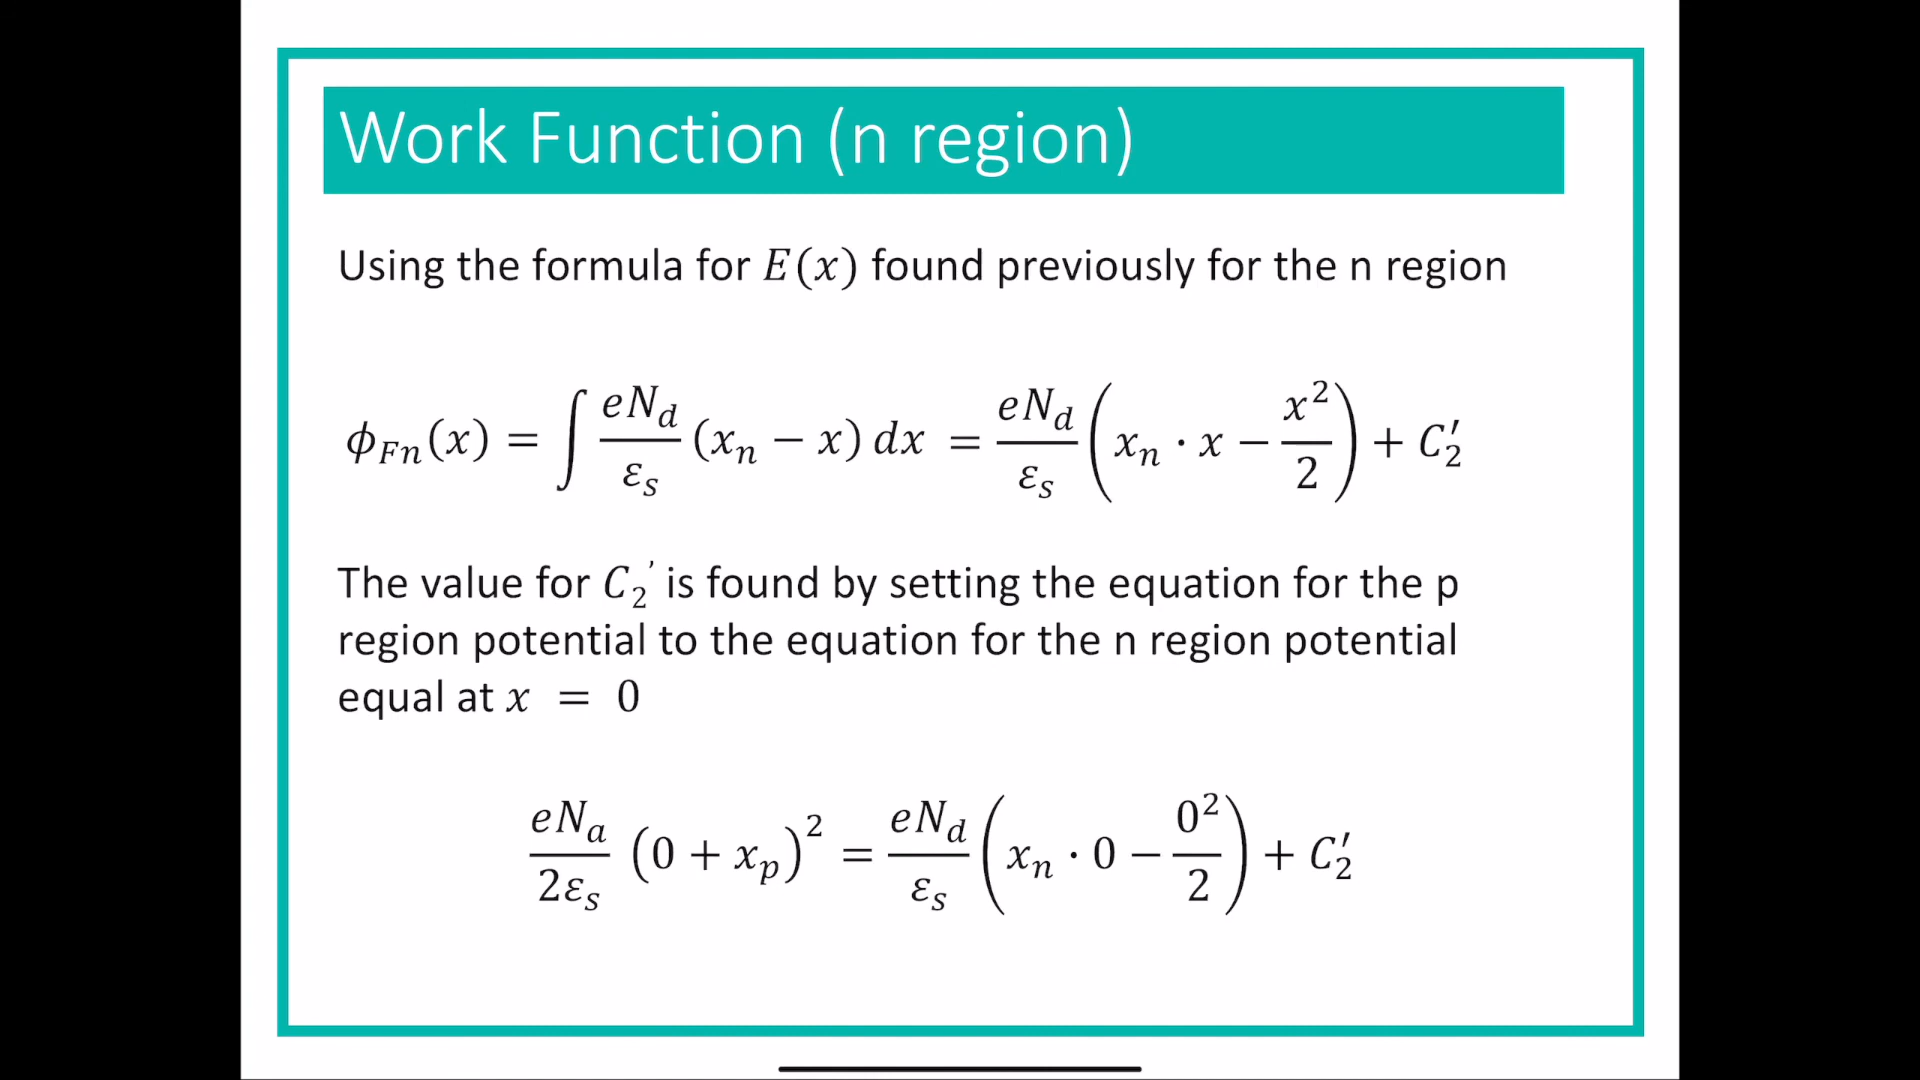 Work Function (n region)
Using the formula for E(x) found previously for the n region
ϕ_Fn(x) = ∫ eN_d/ε_s (x_n − x) dx = eN_d/ε_s (x_n · x − x²/2) + C₂′
The value for C₂’ is found by setting the equation for the p
region potential to the equation for the n region potential
equal at x = 0
eN_a/2ε_s (0 + x_p)² = eN_d/ε_s (x_n · 0 − 0²/2) + C₂′